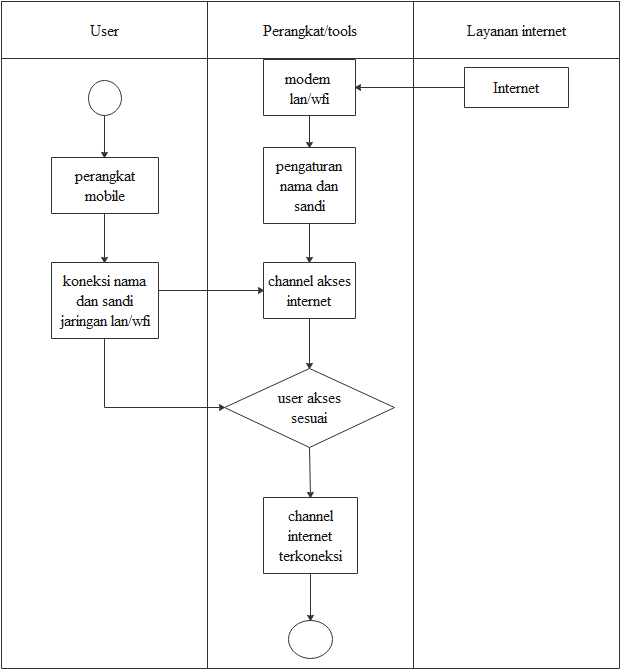 User
Perangkat/tools
Layanan internet
modem
lan/wfi
Internet
perangkat
mobile
pengaturan
nama dan
sandi
koneksi nama
dan sandi
jaringan lan/wfi
channel akses
internet
user akses
sesuai
channel
internet
terkoneksi